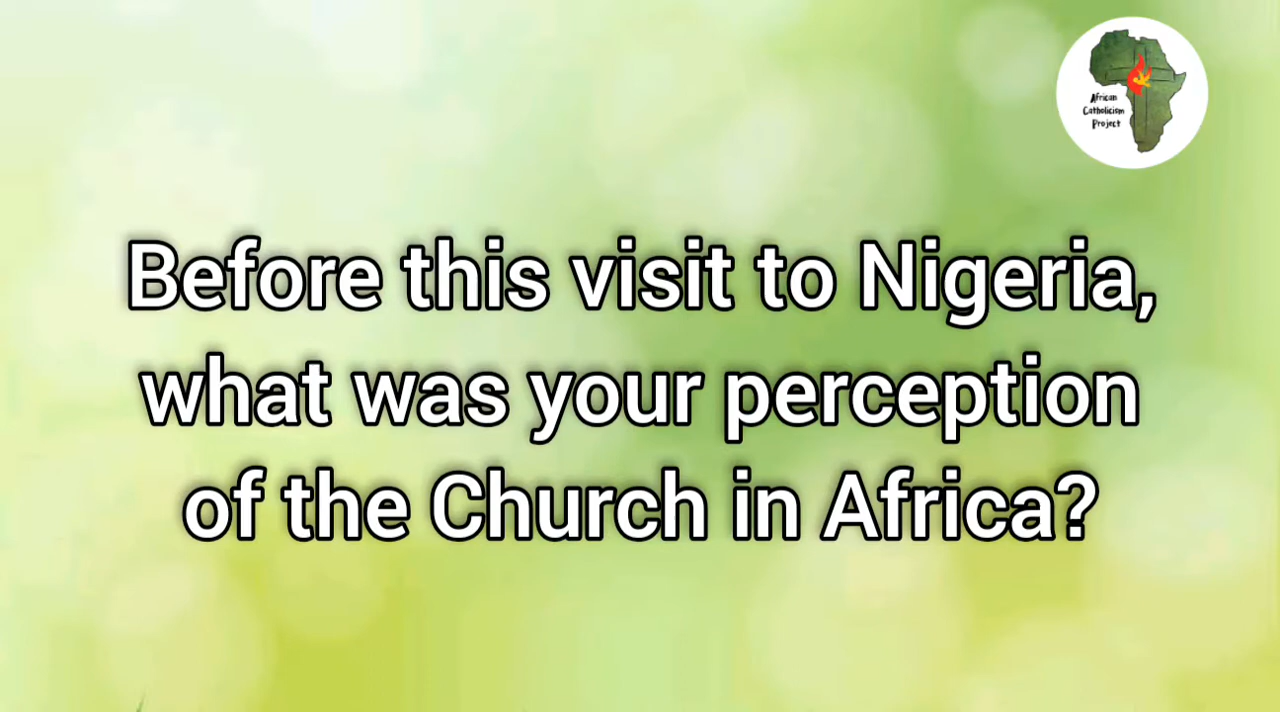 African
Catholicism
Project
Before this visit to Nigeria,
what was your perception
of the Church in Africa?